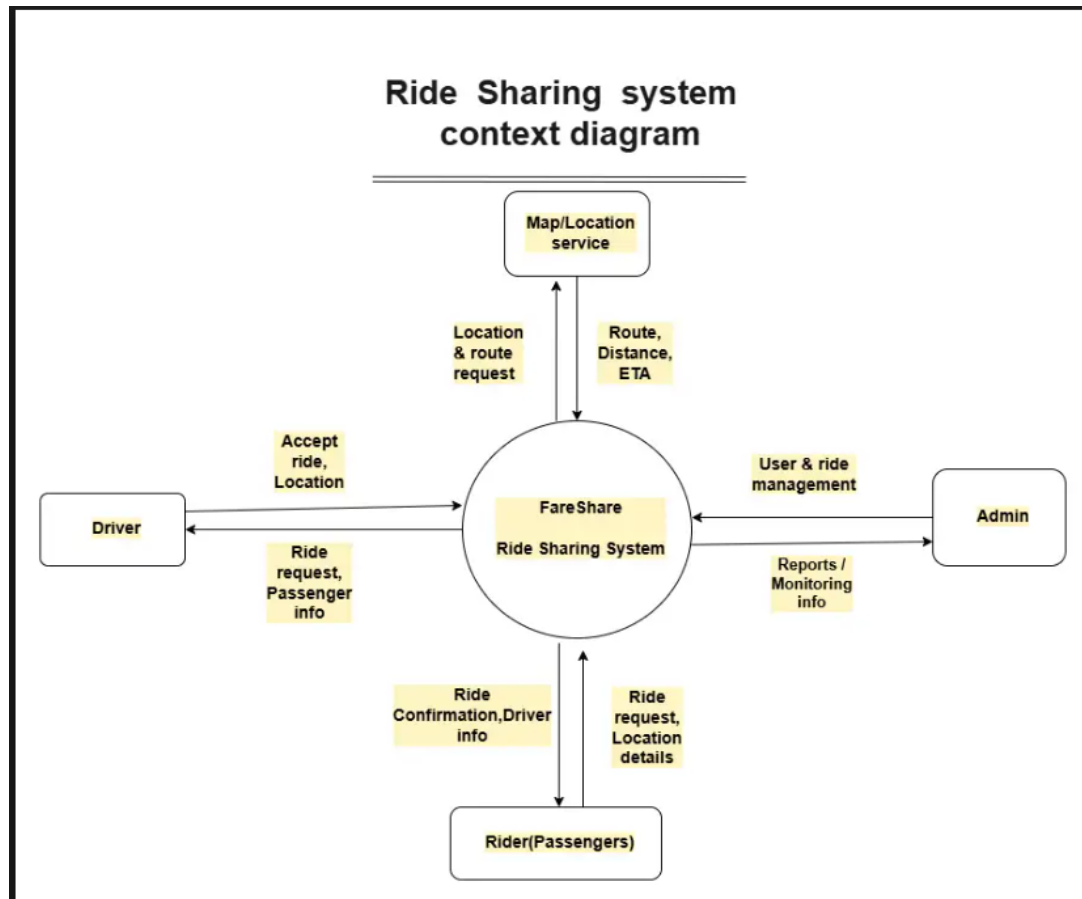 Ride Sharing system
context diagram
Map/Location
service
Location
& route
request
Route,
Distance,
ETA
Accept
ride,
Location
User & ride
management
Driver
FareShare
Ride Sharing System
Admin
Ride
request,
Passenger
info
Reports /
Monitoring
info
Ride
Confirmation,Driver
info
Ride
request,
Location
details
Rider(Passengers)